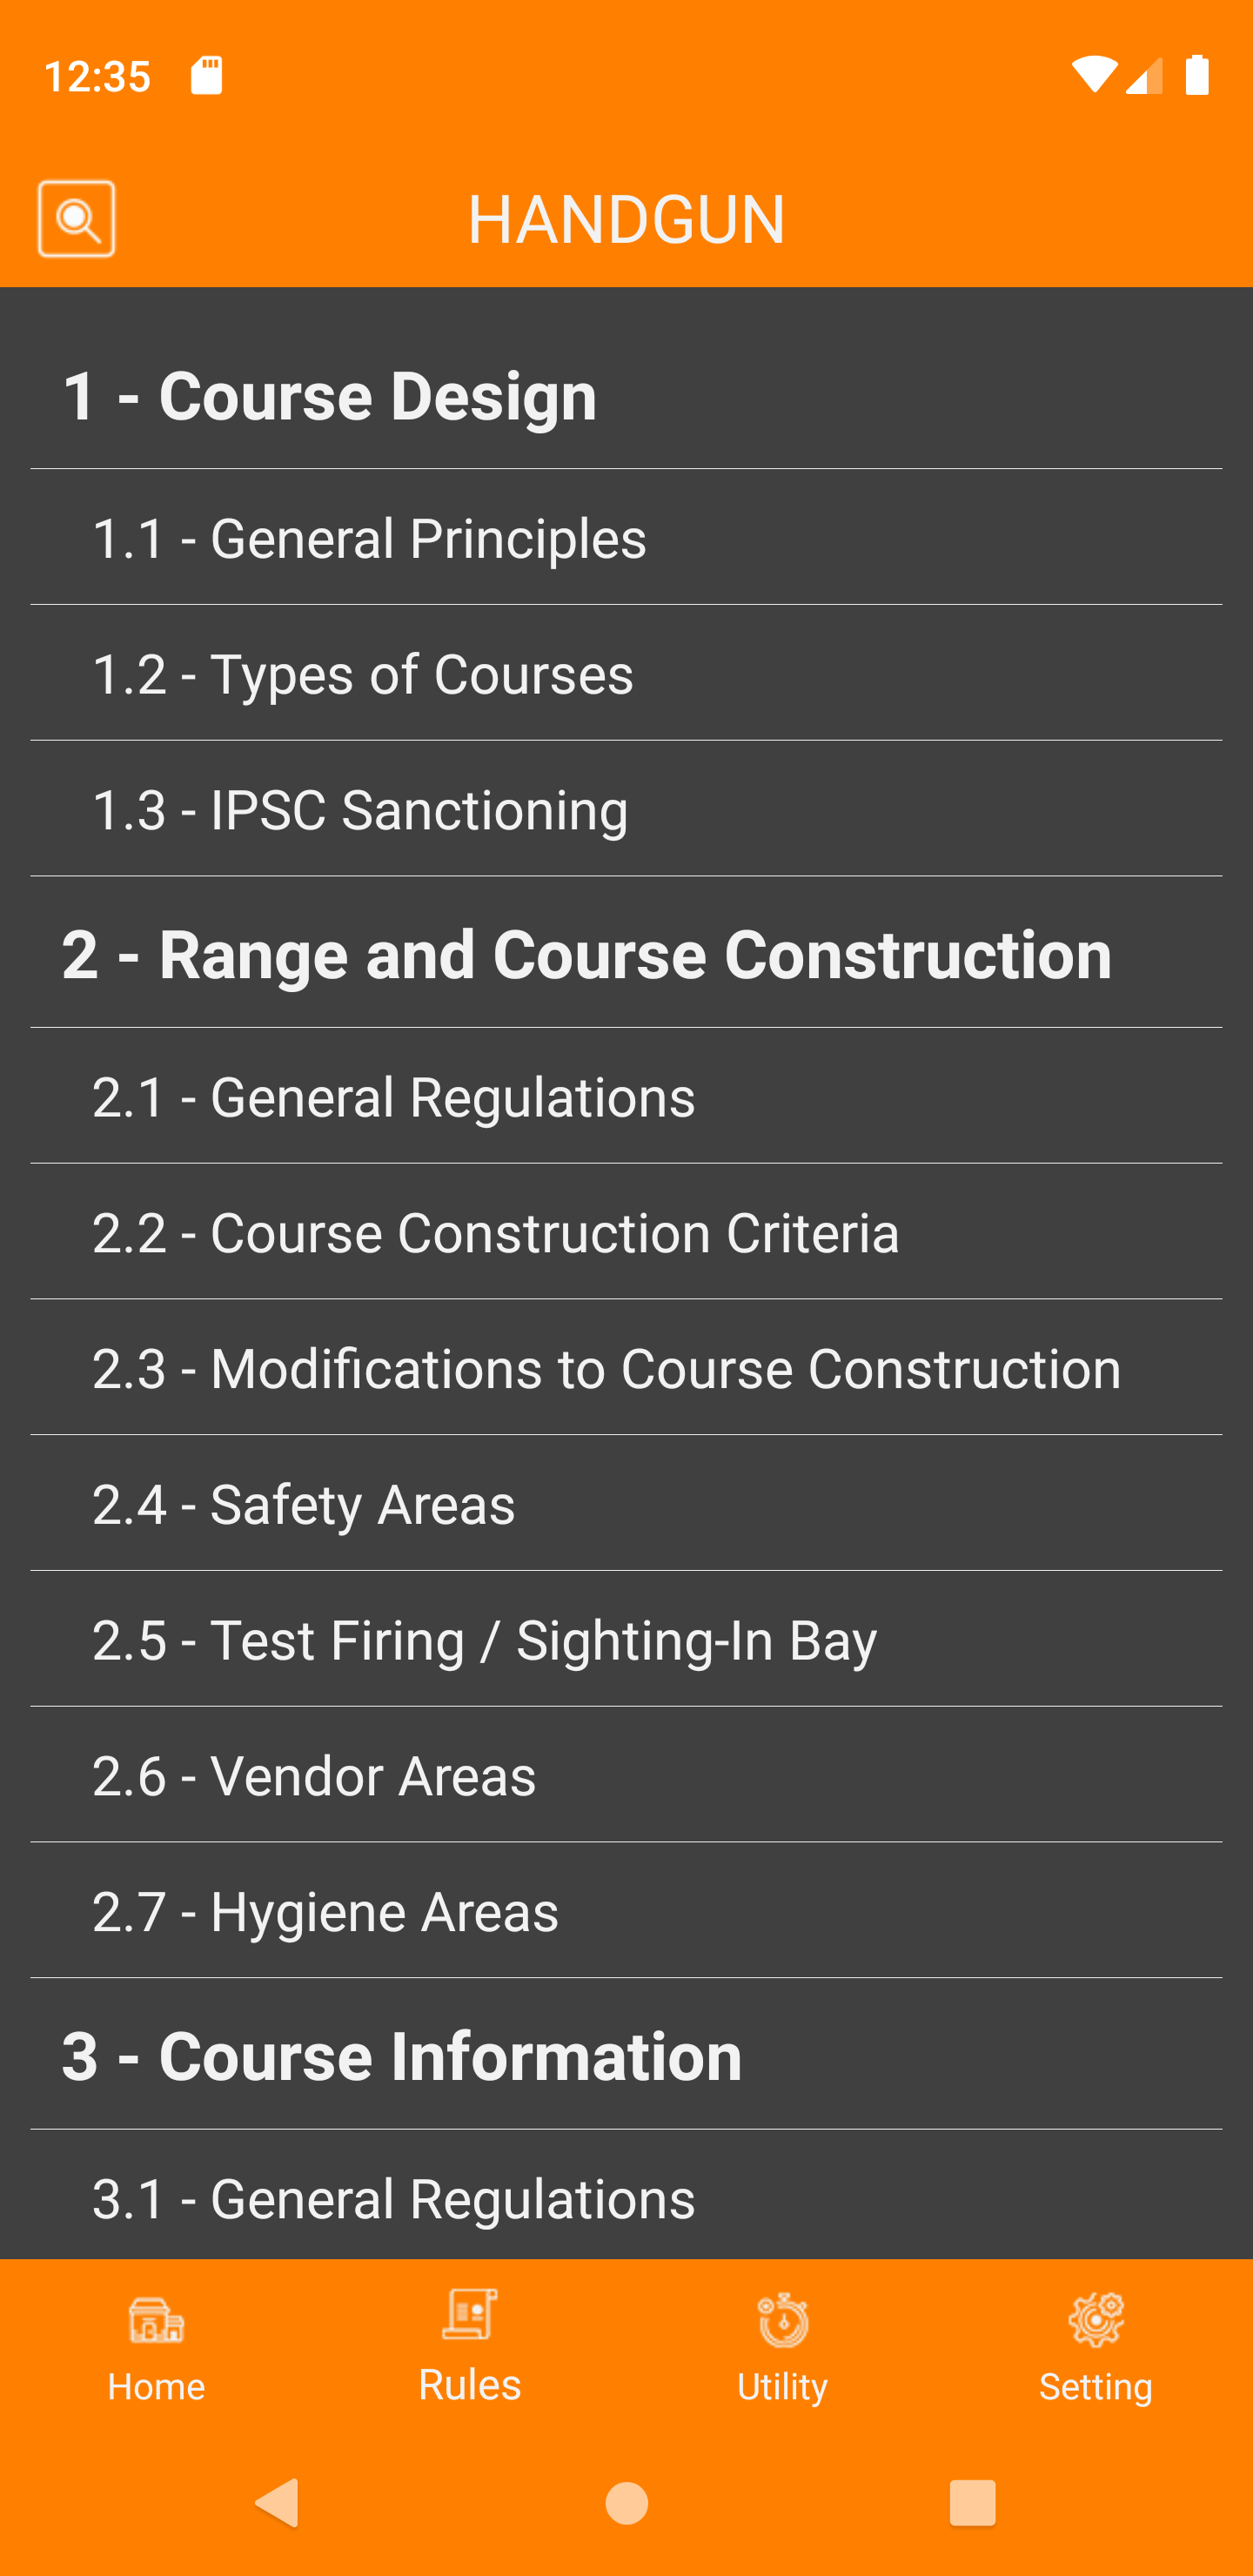 12:35
HANDGUN
1 - Course Design
1.1 - General Principles
1.2 - Types of Courses
1.3 - IPSC Sanctioning
2 - Range and Course Construction
2.1 - General Regulations
2.2 - Course Construction Criteria
2.3 - Modifications to Course Construction
2.4 - Safety Areas
2.5 - Test Firing / Sighting-In Bay
2.6 - Vendor Areas
2.7 - Hygiene Areas
3 - Course Information
3.1 - General Regulations
Home
Rules
Utility
Setting